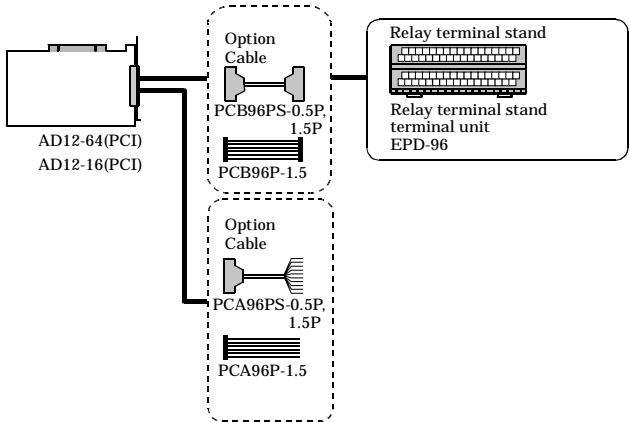 AD12-64(PCI)
AD12-16(PCI)
Option
Cable
PCB96PS-0.5P,
1.5P
PCB96P-1.5
Relay terminal stand
Relay terminal stand
terminal unit
EPD-96
Option
Cable
PCA96PS-0.5P,
1.5P
PCA96P-1.5